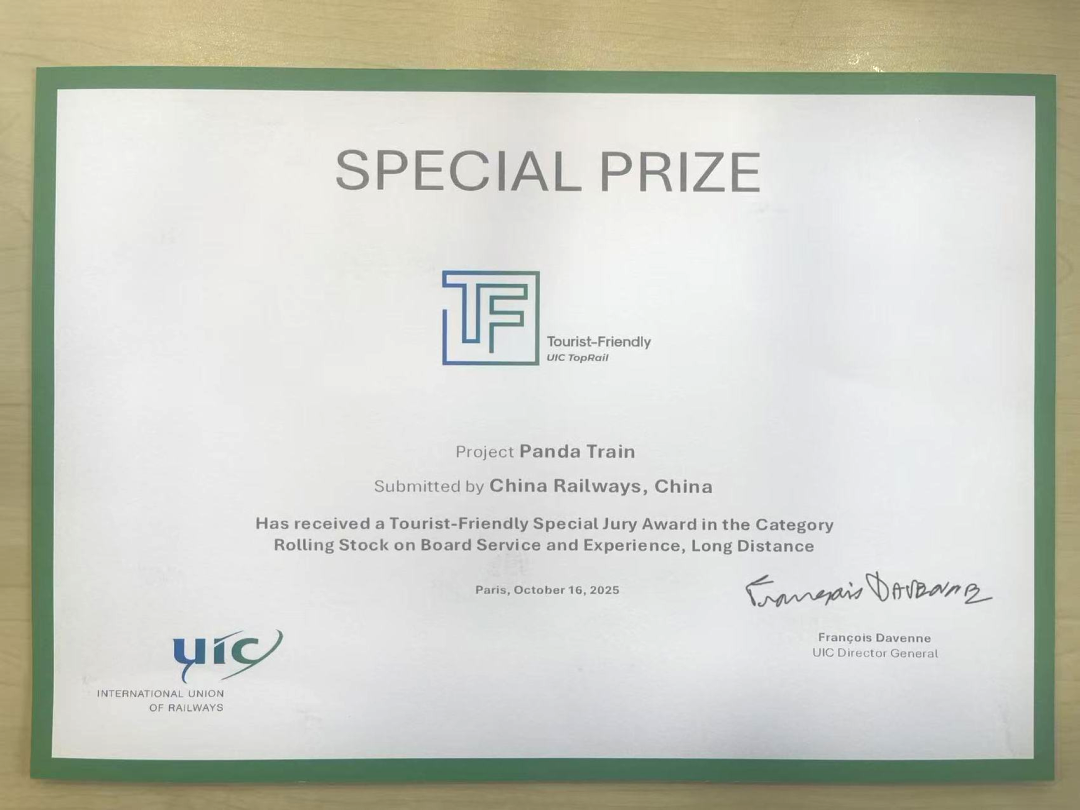 SPECIAL PRIZE
TF
Tourist-Friendly
UIC TopRail
Project Panda Train
Submitted by China Railways, China
Has received a Tourist-Friendly Special Jury Award in the Category
Rolling Stock on Board Service and Experience, Long Distance
Paris, October 16, 2025
François Davenne
François Davenne
UIC Director General
uic
INTERNATIONAL UNION
OF RAILWAYS